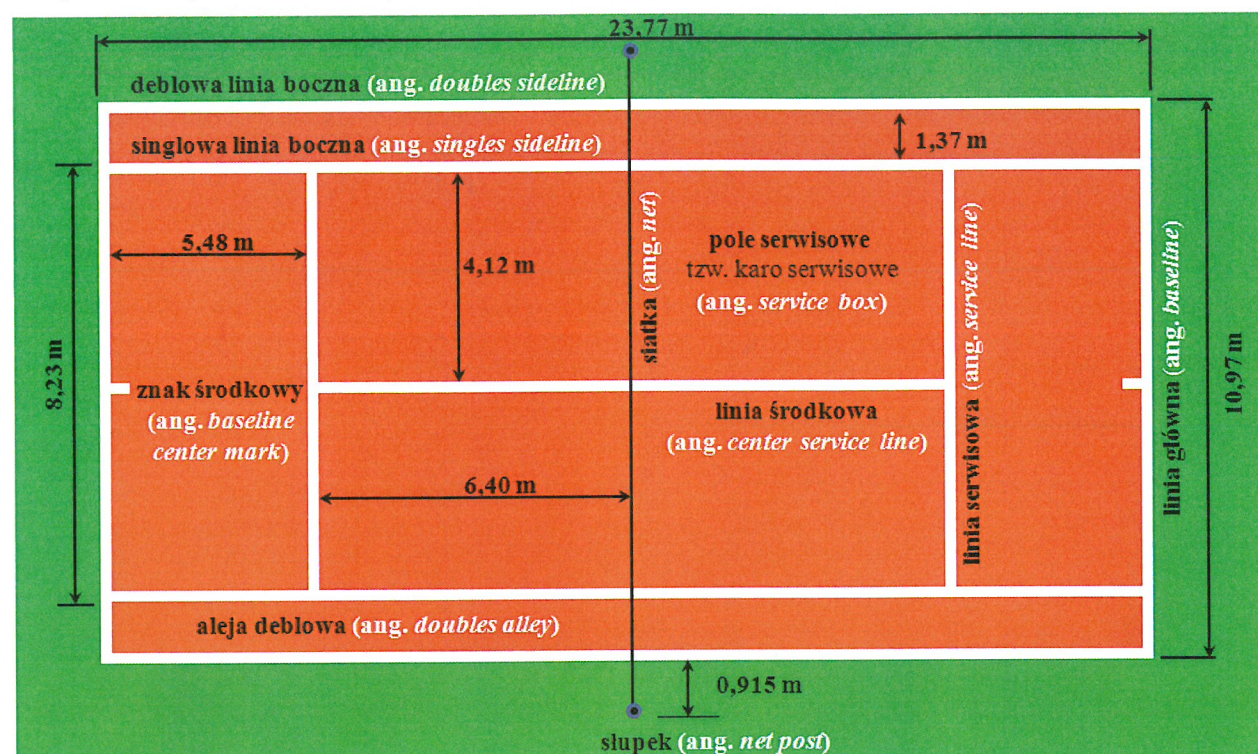 23,77 m
deblowa linia boczna (ang. doubles sideline)
singlowa linia boczna (ang. singles sideline)
1,37 m
5,48 m
4,12 m
siatka (ang. net)
pole serwisowe
tzw. karo serwisowe
(ang. service box)
linia serwisowa (ang. service line)
linia główna (ang. baseline)
10,97 m
8,23 m
znak środkowy
(ang. baseline
center mark)
linia środkowa
(ang. center service line)
6,40 m
aleja deblowa (ang. doubles alley)
0,915 m
słupek (ang. net post)